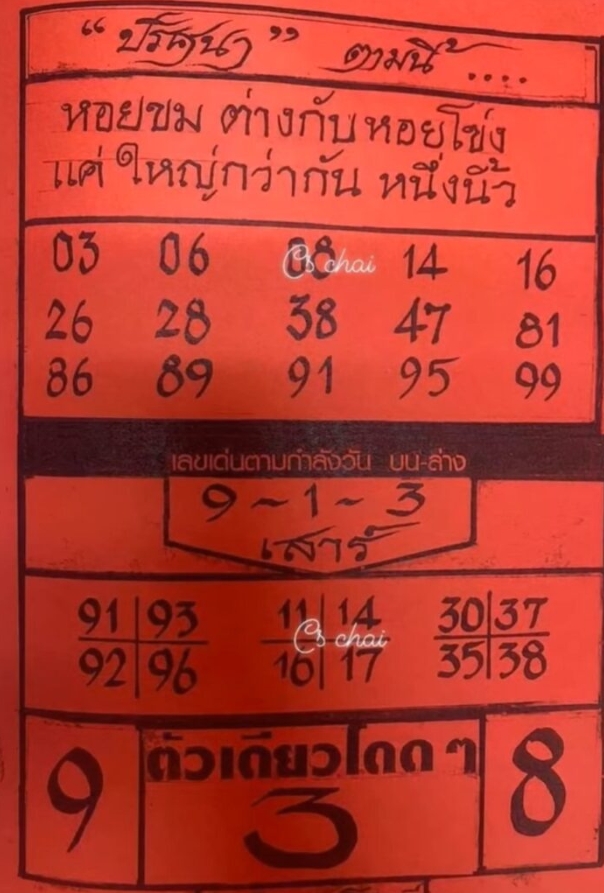 “ปริศนา” ตามนี้ ....
หอยขม ต่างกับหอยโข่ง
แค่ ใหญ่กว่ากัน หนึ่งนิ้ว
03 06 08 14 16
Cs chai
26 28 38 47 81
86 89 91 95 99
เลขเด่นตามกำลังวัน บน-ล่าง
9 - 1 - 3
เสาร์
91 93 11 14 30 37
Cs chai
92 96 16 17 35 38
ตัวเดียวโดด ๆ
9 3 8